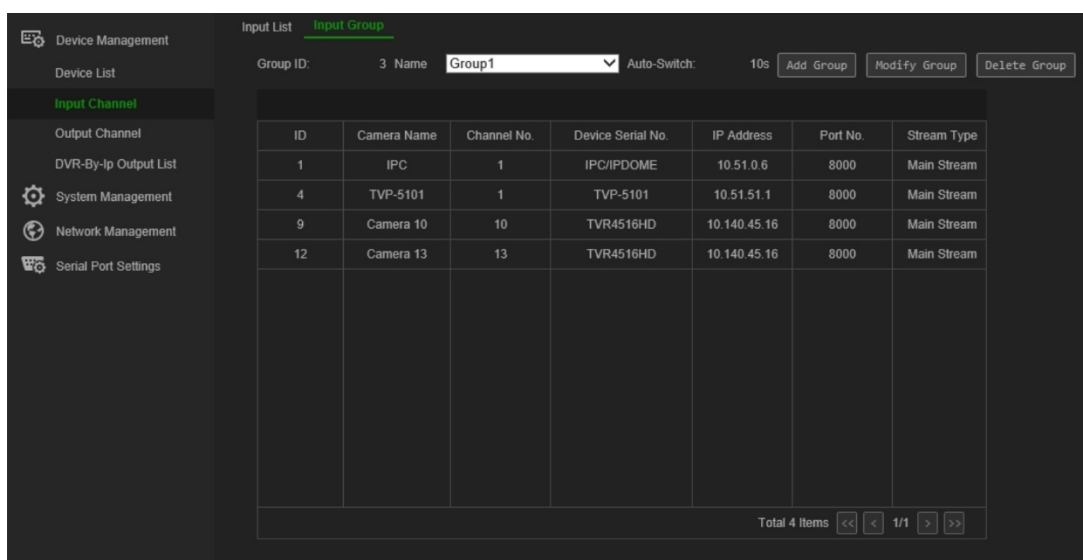 Device Management
Device List
Input Channel
Output Channel
DVR-By-Ip Output List
System Management
Network Management
Serial Port Settings
Input List Input Group
Group ID: 3 Name Group1 Auto-Switch: 10s Add Group Modify Group Delete Group
ID Camera Name Channel No. Device Serial No. IP Address Port No. Stream Type
1 IPC 1 IPC/IPDOME 10.51.0.6 8000 Main Stream
4 TVP-5101 1 TVP-5101 10.51.51.1 8000 Main Stream
9 Camera 10 10 TVR4516HD 10.140.45.16 8000 Main Stream
12 Camera 13 13 TVR4516HD 10.140.45.16 8000 Main Stream
Total 4 Items << < 1/1 > >>